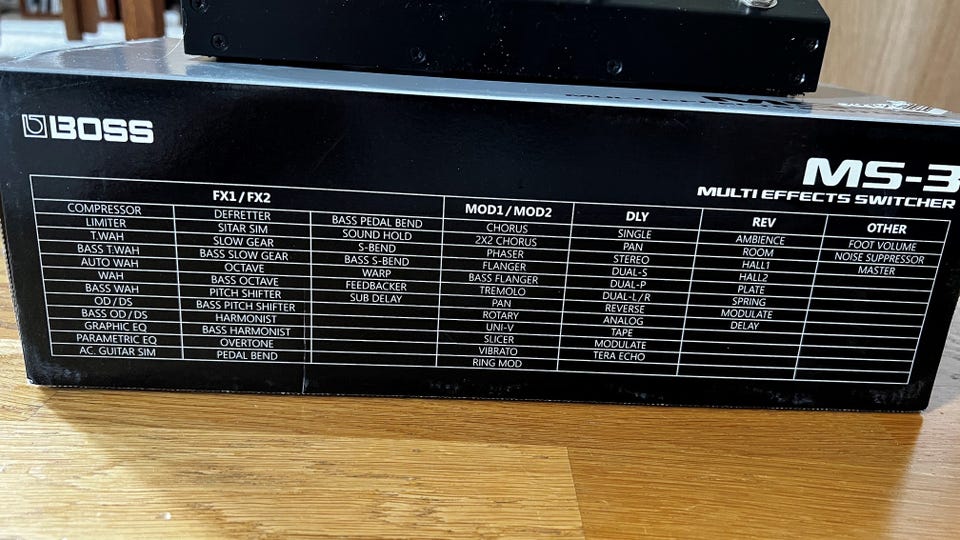 BOSS
MS-3
MULTI EFFECTS SWITCHER
FX1/FX2
COMPRESSOR
LIMITER
T.WAH
BASS T.WAH
AUTO WAH
WAH
BASS WAH
OD/DS
BASS OD/DS
GRAPHIC EQ
PARAMETRIC EQ
AC. GUITAR SIM
DEFRETTER
SITAR SIM
SLOW GEAR
BASS SLOW GEAR
OCTAVE
BASS OCTAVE
PITCH SHIFTER
BASS PITCH SHIFTER
HARMONIST
BASS HARMONIST
OVERTONE
PEDAL BEND
BASS PEDAL BEND
SOUND HOLD
S-BEND
BASS S-BEND
WARP
FEEDBACKER
SUB DELAY
MOD1/MOD2
CHORUS
2X2 CHORUS
PHASER
FLANGER
BASS FLANGER
TREMOLO
PAN
ROTARY
UNI-V
SLICER
VIBRATO
RING MOD
DLY
SINGLE
PAN
STEREO
DUAL-S
DUAL-P
DUAL-L/R
REVERSE
ANALOG
TAPE
MODULATE
TERA ECHO
REV
AMBIENCE
ROOM
HALL1
HALL2
PLATE
SPRING
MODULATE
DELAY
OTHER
FOOT VOLUME
NOISE SUPPRESSOR
MASTER